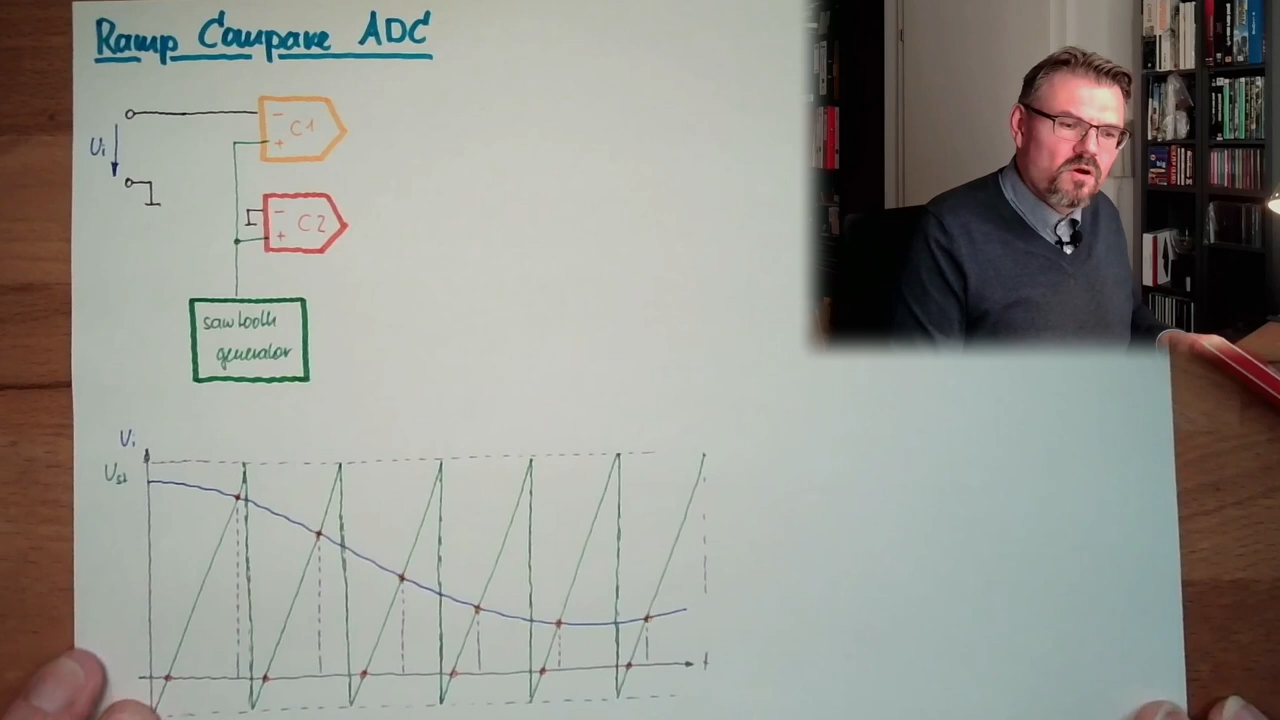 Ramp Compare ADC
- C1
+
Ui
- C2
+
sawtooth
generator
Ui
Ust
t